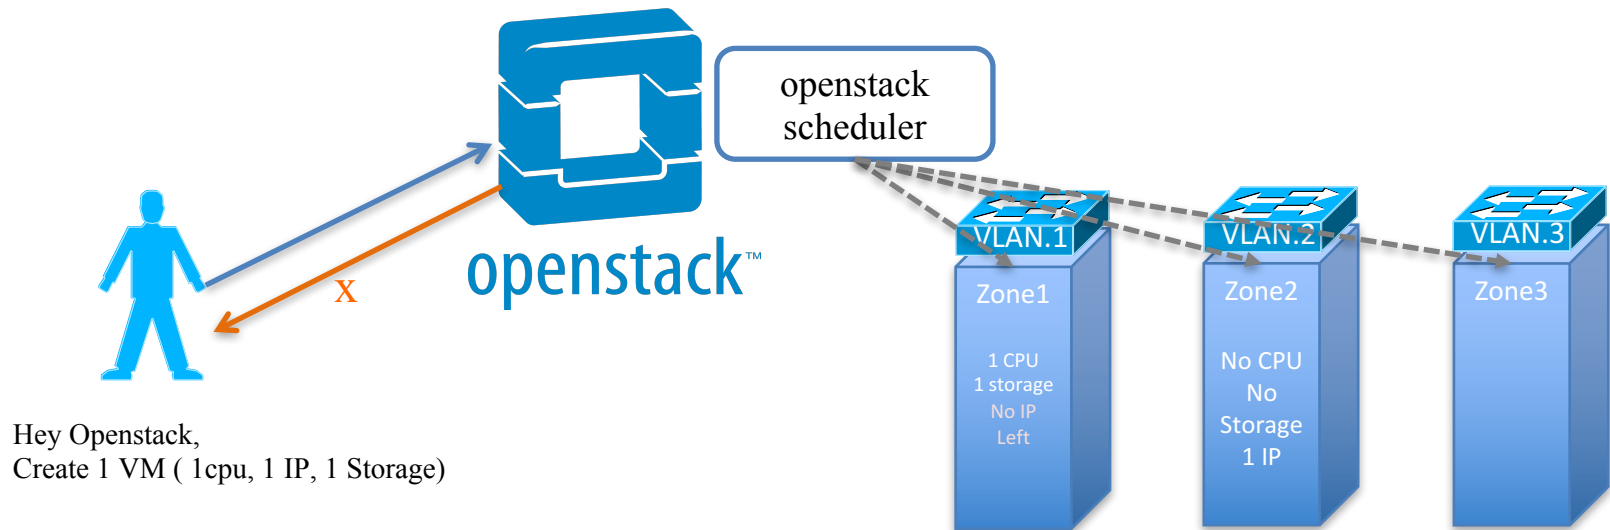 openstack
scheduler
openstack™
X
Hey Openstack,
Create 1 VM ( 1cpu, 1 IP, 1 Storage)
VLAN.1
Zone1
1 CPU
1 storage
No IP
Left
VLAN.2
Zone2
No CPU
No
Storage
1 IP
VLAN.3
Zone3